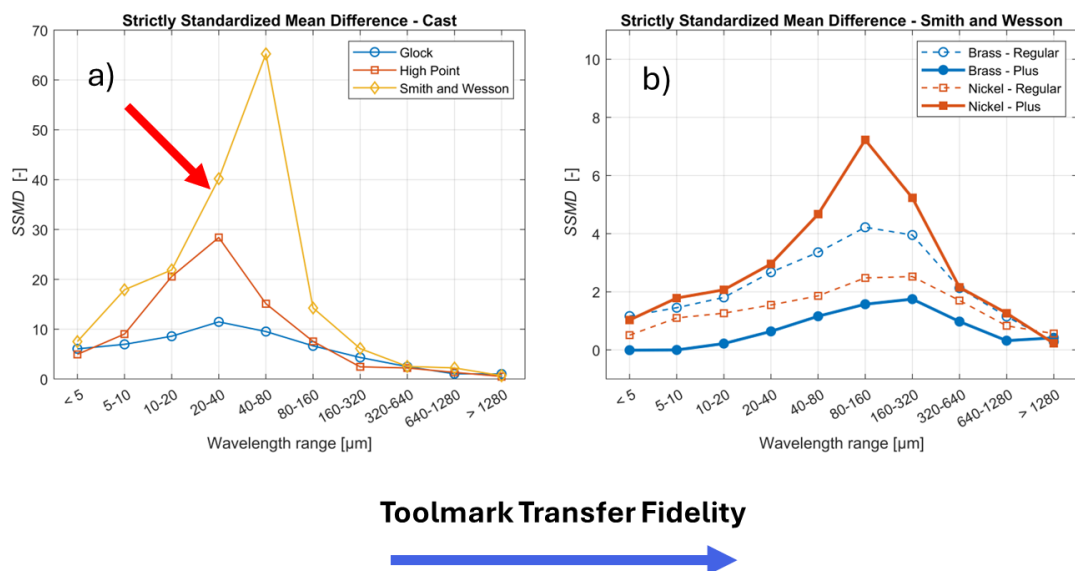 Strictly Standardized Mean Difference - Cast
a)
Glock
High Point
Smith and Wesson
70
60
50
40
30
20
10
0
SSMD [-]
< 5
5-10
10-20
20-40
40-80
80-160
160-320
320-640
640-1280
> 1280
Wavelength range [µm]
Strictly Standardized Mean Difference - Smith and Wesson
b)
Brass - Regular
Brass - Plus
Nickel - Regular
Nickel - Plus
10
8
6
4
2
0
SSMD [-]
< 5
5-10
10-20
20-40
40-80
80-160
160-320
320-640
640-1280
> 1280
Wavelength range [µm]
Toolmark Transfer Fidelity